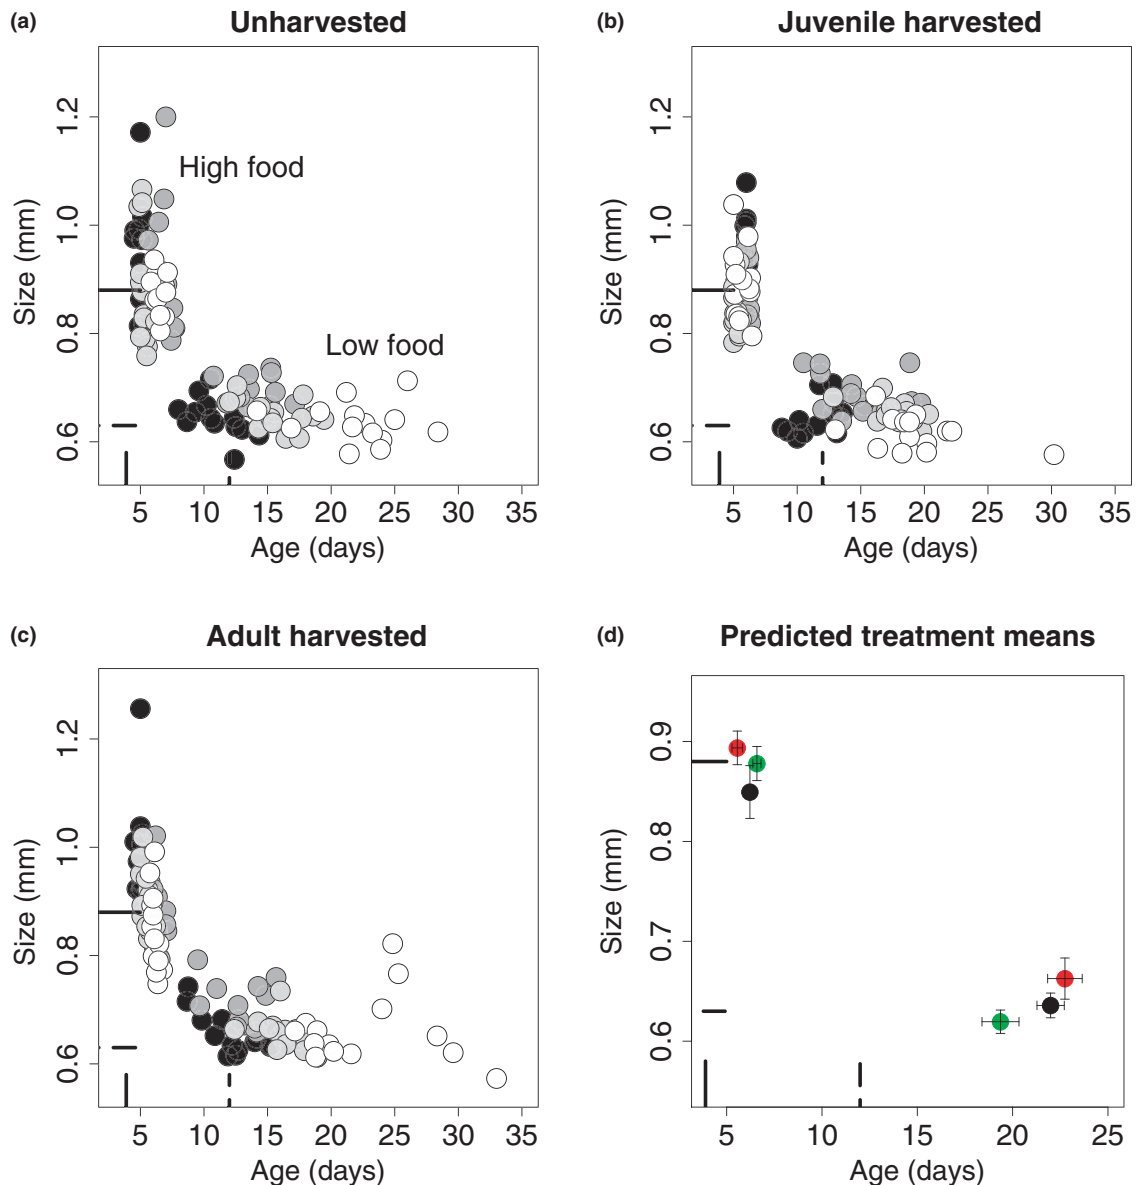 (a) Unharvested
1.2
1.0
0.8
0.6
Size (mm)
High food
Low food
5 10 15 20 25 30 35
Age (days)
(b) Juvenile harvested
1.2
1.0
0.8
0.6
Size (mm)
5 10 15 20 25 30 35
Age (days)
(c) Adult harvested
1.2
1.0
0.8
0.6
Size (mm)
5 10 15 20 25 30 35
Age (days)
(d) Predicted treatment means
0.9
0.8
0.7
0.6
Size (mm)
5 10 15 20 25
Age (days)